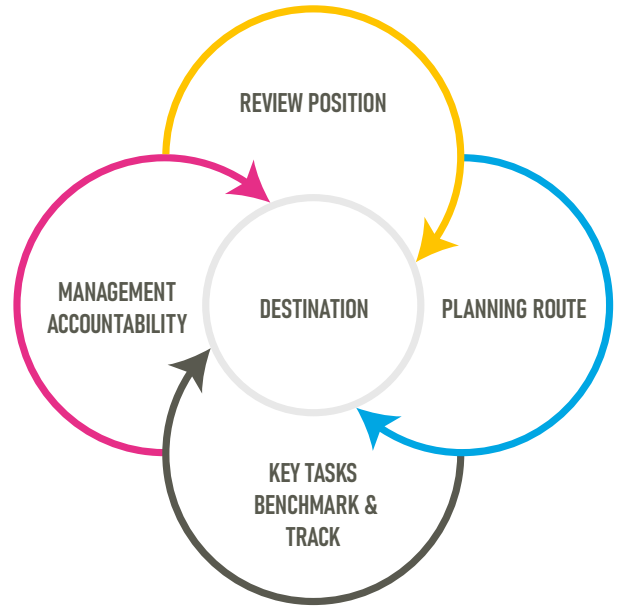 REVIEW POSITION
MANAGEMENT
ACCOUNTABILITY
DESTINATION
PLANNING ROUTE
KEY TASKS
BENCHMARK &
TRACK